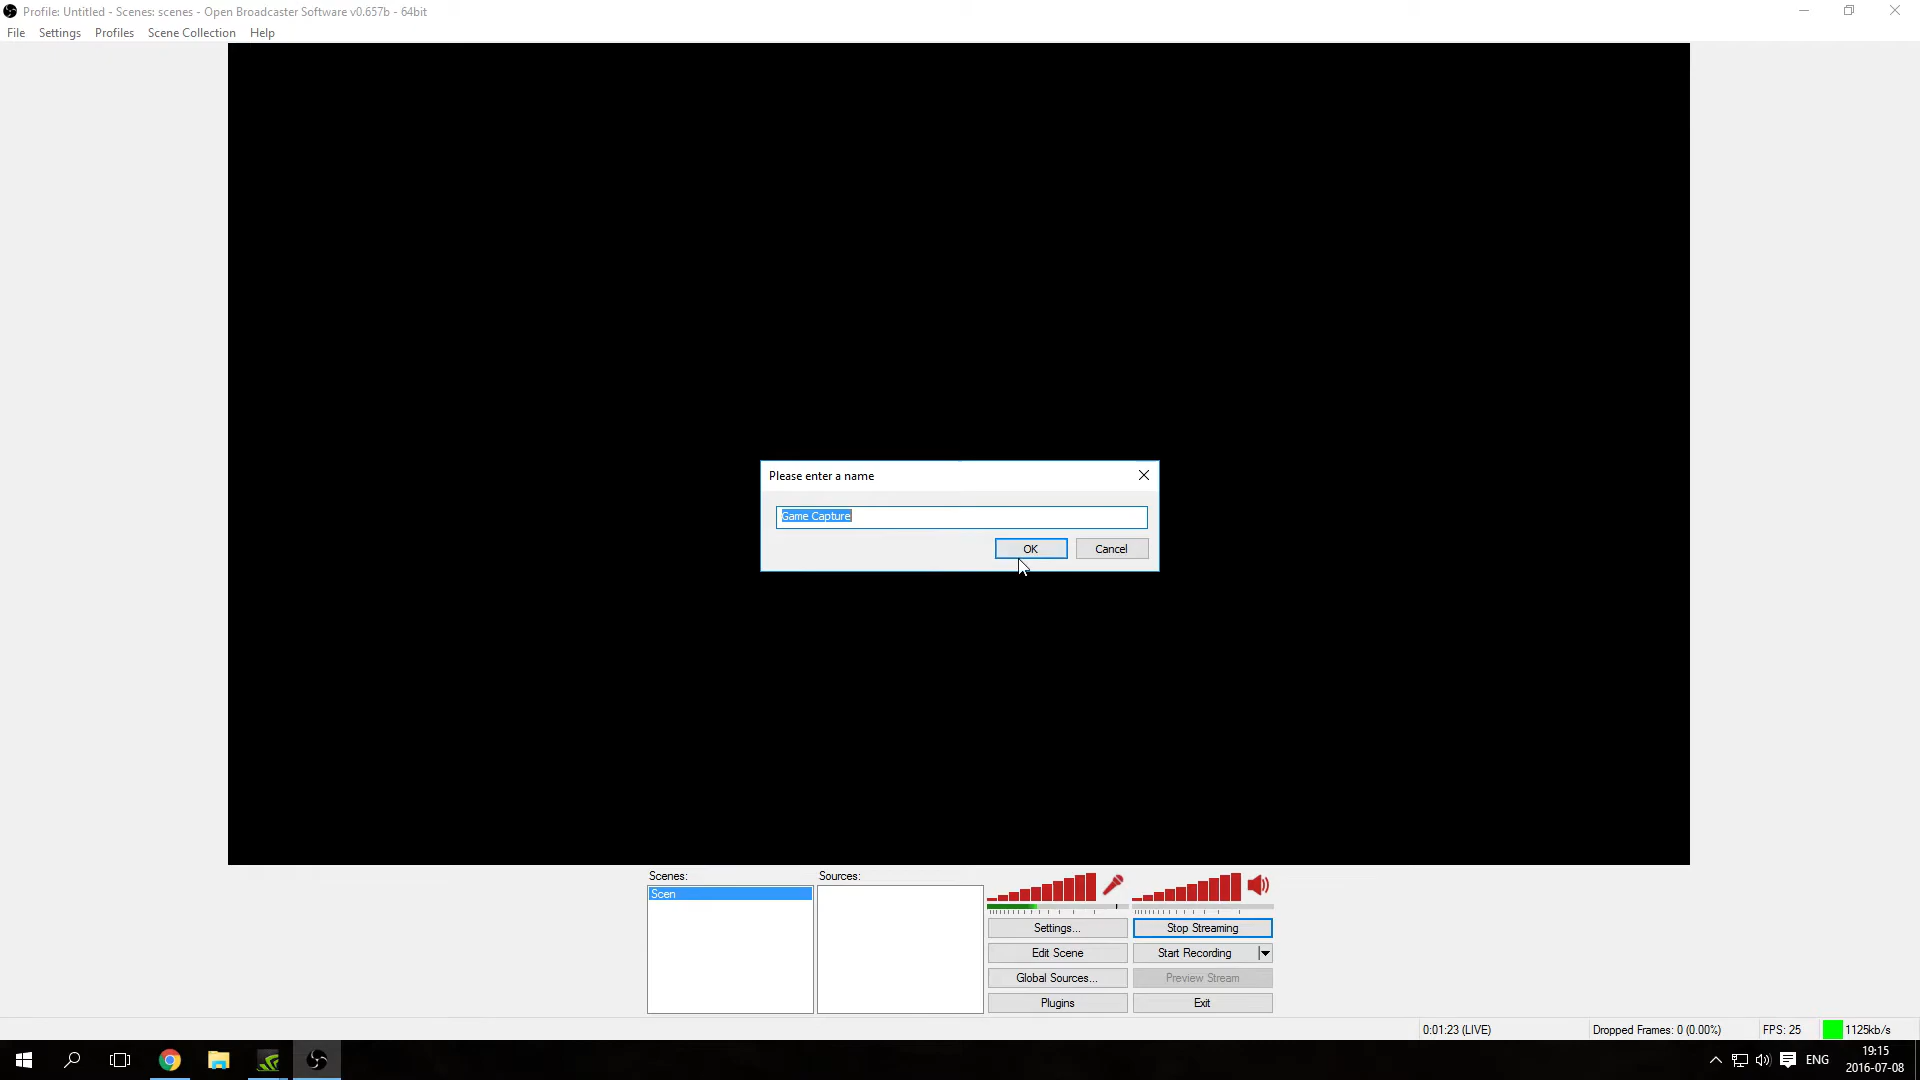 Profile: Untitled - Scenes: scenes - Open Broadcaster Software v0.657b - 64bit
File Settings Profiles Scene Collection Help
Please enter a name
Game Capture
OK Cancel
Scenes: Sources:
Scen
Settings... Stop Streaming
Edit Scene Start Recording
Global Sources... Preview Stream
Plugins Exit
0:01:23 (LIVE) Dropped Frames: 0 (0.00%) FPS: 25 1125kb/s
ENG 19:15
2016-07-08